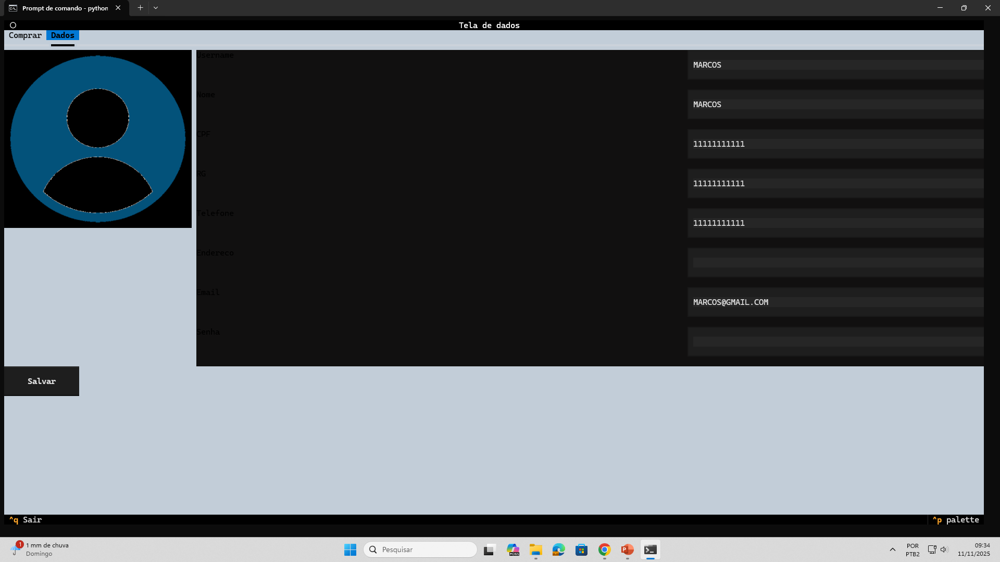 Prompt de comando - python
Tela de dados
Comprar Dados
Username
MARCOS
Nome
MARCOS
CPF
11111111111
RG
11111111111
Telefone
11111111111
Endereco
Email
MARCOS@GMAIL.COM
Senha
Salvar
^q Sair
^p palette
1
1 mm de chuva
Domingo
Pesquisar
M365
POR
PTB2
09:34
11/11/2025